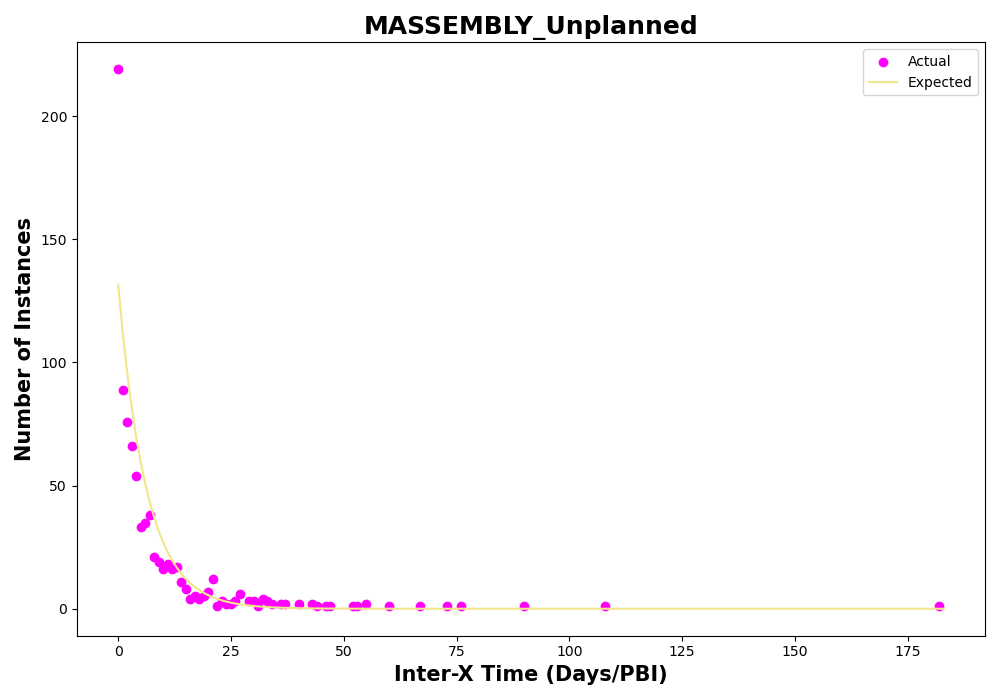 MASSEMBLY_Unplanned
Actual
Expected
200
150
100
50
0
Number of Instances
0 25 50 75 100 125 150 175
Inter-X Time (Days/PBI)